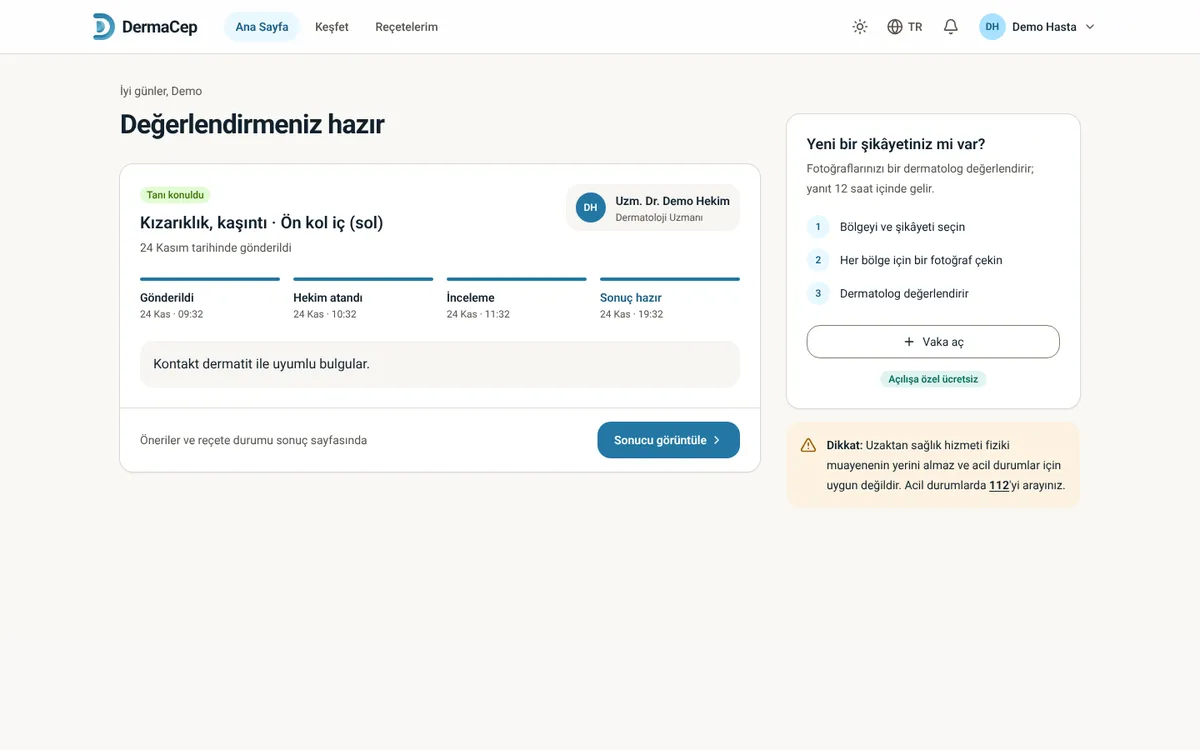 DermaCep
Ana Sayfa
Keşfet
Reçetelerim
TR
DH
Demo Hasta
İyi günler, Demo
Değerlendirmeniz hazır
Tanı konuldu
Kızarıklık, kaşıntı · Ön kol iç (sol)
24 Kasım tarihinde gönderildi
DH
Uzm. Dr. Demo Hekim
Dermatoloji Uzmanı
Gönderildi
24 Kas · 09:32
Hekim atandı
24 Kas · 10:32
İnceleme
24 Kas · 11:32
Sonuç hazır
24 Kas · 19:32
Kontakt dermatit ile uyumlu bulgular.
Öneriler ve reçete durumu sonuç sayfasında
Sonucu görüntüle
Yeni bir şikâyetiniz mi var?
Fotoğraflarınızı bir dermatolog değerlendirir;
yanıt 12 saat içinde gelir.
1 Bölgeyi ve şikâyeti seçin
2 Her bölge için bir fotoğraf çekin
3 Dermatolog değerlendirir
+ Vaka aç
Açılışa özel ücretsiz
Dikkat: Uzaktan sağlık hizmeti fiziki
muayenenin yerini almaz ve acil durumlar için
uygun değildir. Acil durumlarda 112'yi arayınız.